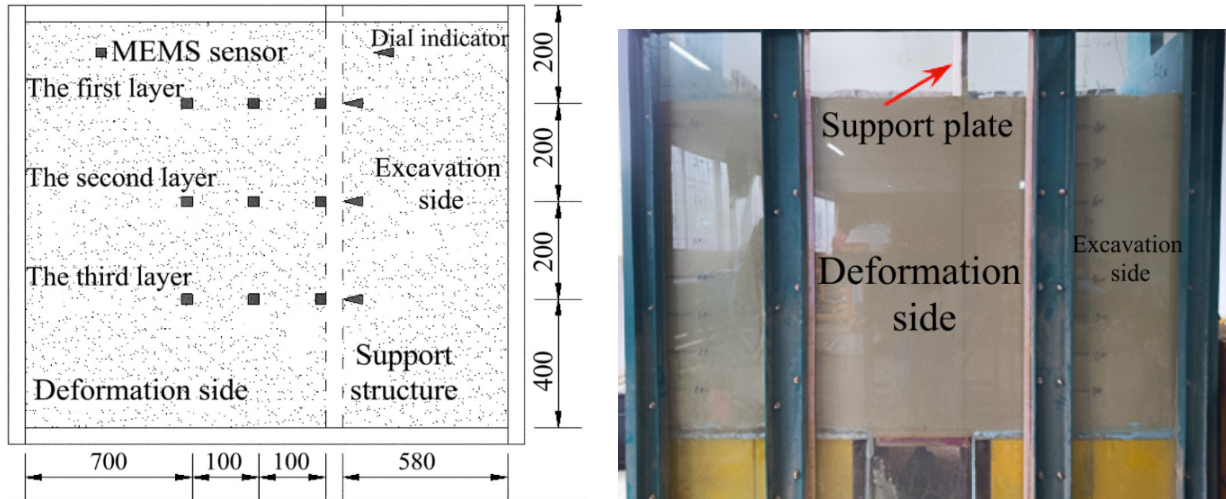 MEMS sensor
Dial indicator
The first layer
The second layer
Excavation
side
The third layer
Deformation side
Support
structure
200
200
200
400
700
100
100
580
Support plate
Deformation
side
Excavation
side